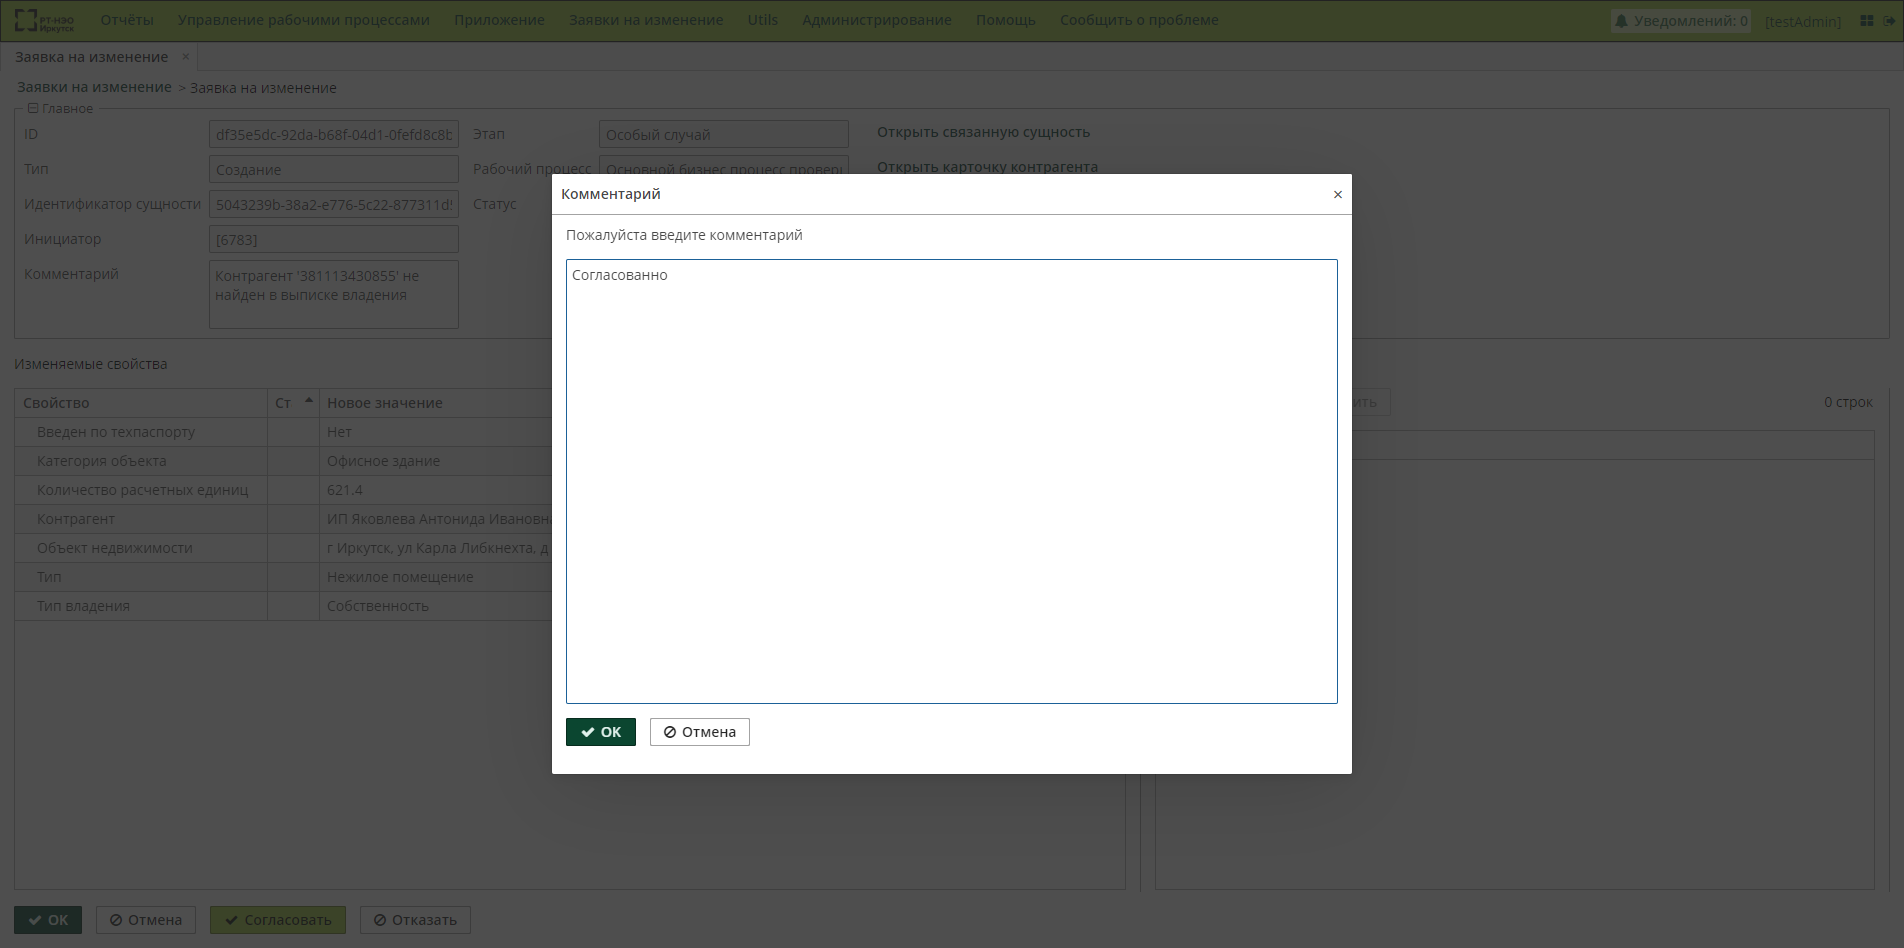 РТ-НЭО
Иркутск
Отчёты Управление рабочими процессами Приложение Заявки на изменение Utils Администрирование Помощь Сообщить о проблеме Уведомлений: 0 [testAdmin]
Заявка на изменение ×
Заявки на изменение > Заявка на изменение
Главное
ID df35e5dc-92da-b68f-04d1-0fefd8c8b Этап Особый случай Открыть связанную сущность
Тип Создание Рабочий процесс Основной бизнес процесс провер Открыть карточку контрагента
Идентификатор сущности 5043239b-38a2-e776-5c22-877311d Статус
Инициатор [6783]
Комментарий Контрагент '381113430855' не
найден в выписке владения
Комментарий ×
Пожалуйста введите комментарий
Согласованно
OK Отмена
Изменяемые свойства
ить 0 строк
Свойство Ст Новое значение
Введен по техпаспорту Нет
Категория объекта Офисное здание
Количество расчетных единиц 621.4
Контрагент ИП Яковлева Антонида Ивановна
Объект недвижимости г Иркутск, ул Карла Либкнехта, д
Тип Нежилое помещение
Тип владения Собственность
OK Отмена Согласовать Отказать